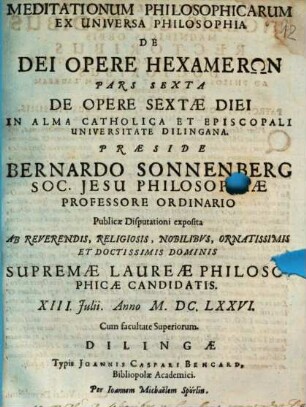 MEDITATIONUM PHILOSOPHICARUM
EX UNIVERSA PHILOSOPHIA
DE
DEI OPERE HEXAMERΩN
PARS SEXTA
DE OPERE SEXTÆ DIEI
IN ALMA CATHOLICA ET EPISCOPALI
UNIVERSITATE DILINGANA.
PRÆSIDE
BERNARDO SONNENBERG
SOC. JESU PHILOSOPHIÆ
PROFESSORE ORDINARIO
Publicæ Disputationi exposita
AB REVERENDIS, RELIGIOSIS, NOBILIBUS, ORNATISSIMIS
ET DOCTISSIMIS DOMINIS
SUPREMÆ LAUREÆ PHILOSO
PHICÆ CANDIDATIS.
XIII. Julii. Anno M. DC. LXXVI.
Cum facultate Superiorum.
DILINGÆ
Typis JOANNIS CASPARI BENCARD,
Bibliopolæ Academici.
Per Joannem Michaëlem Spörlin.